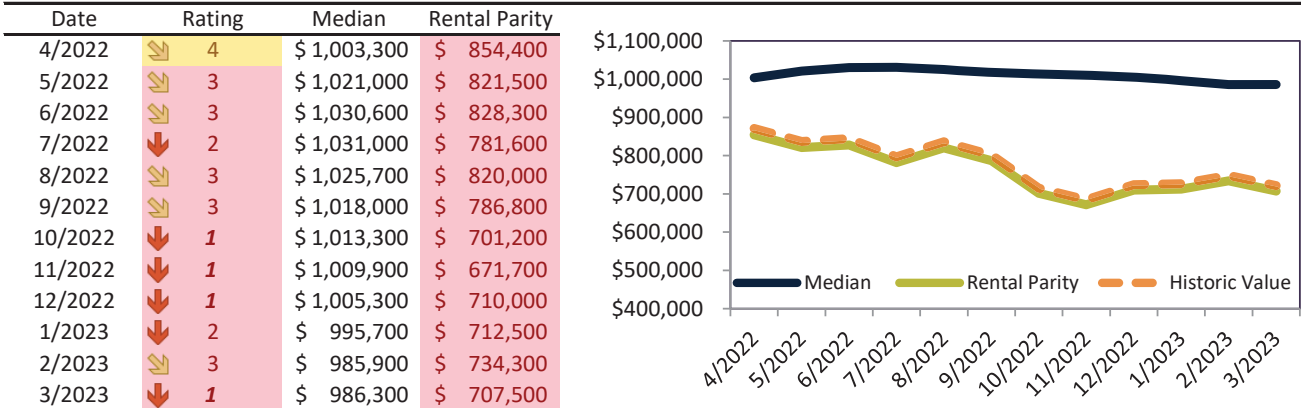 Date Rating Median Rental Parity
4/2022 4 $ 1,003,300 $ 854,400
5/2022 3 $ 1,021,000 $ 821,500
6/2022 3 $ 1,030,600 $ 828,300
7/2022 2 $ 1,031,000 $ 781,600
8/2022 3 $ 1,025,700 $ 820,000
9/2022 3 $ 1,018,000 $ 786,800
10/2022 1 $ 1,013,300 $ 701,200
11/2022 1 $ 1,009,900 $ 671,700
12/2022 1 $ 1,005,300 $ 710,000
1/2023 2 $ 995,700 $ 712,500
2/2023 3 $ 985,900 $ 734,300
3/2023 1 $ 986,300 $ 707,500
$1,100,000
$1,000,000
$900,000
$800,000
$700,000
$600,000
$500,000
$400,000
Median Rental Parity Historic Value
4/2022 5/2022 6/2022 7/2022 8/2022 9/2022 10/2022 11/2022 12/2022 1/2023 2/2023 3/2023